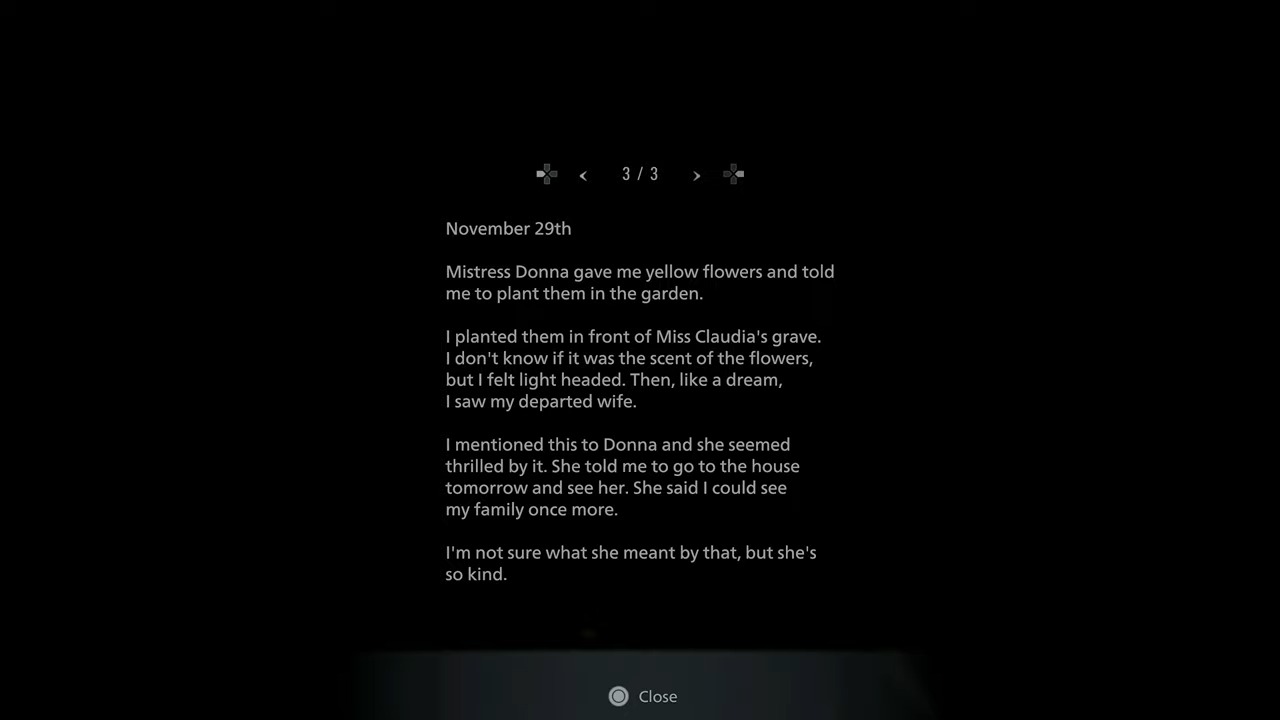 3 / 3
November 29th
Mistress Donna gave me yellow flowers and told
me to plant them in the garden.
I planted them in front of Miss Claudia's grave.
I don't know if it was the scent of the flowers,
but I felt light headed. Then, like a dream,
I saw my departed wife.
I mentioned this to Donna and she seemed
thrilled by it. She told me to go to the house
tomorrow and see her. She said I could see
my family once more.
I'm not sure what she meant by that, but she's
so kind.
Close